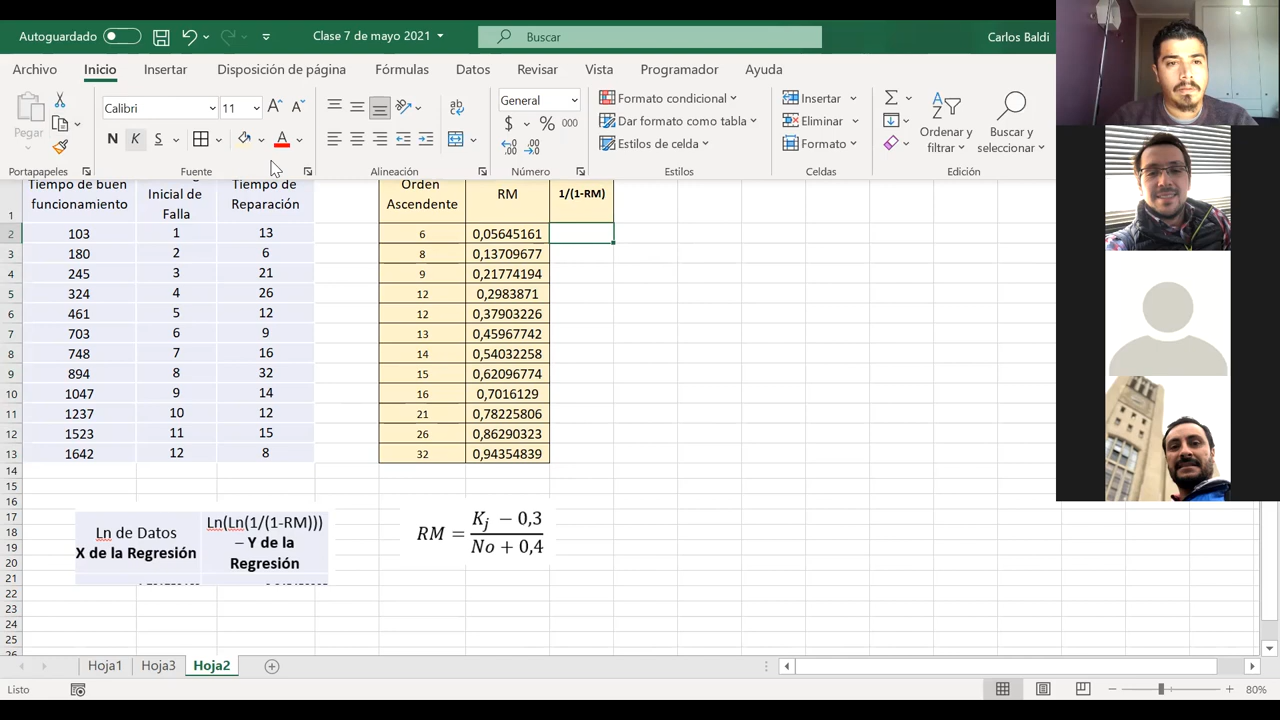 Autoguardado
Clase 7 de mayo 2021
Buscar
Carlos Baldi
Archivo Inicio Insertar Disposición de página Fórmulas Datos Revisar Vista Programador Ayuda
Pegar
Calibri 11
N K S A
General
$ % 000
Formato condicional
Dar formato como tabla
Estilos de celda
Insertar
Eliminar
Formato
Ordenar y
filtrar
Buscar y
seleccionar
Portapapeles Fuente Alineación Número Estilos Celdas Edición
Tiempo de buen
funcionamiento
Inicial de
Falla
Tiempo de
Reparación
Orden
Ascendente
RM
1/(1-RM)
1
2 103 1 13 6 0,05645161
3 180 2 6 8 0,13709677
4 245 3 21 9 0,21774194
5 324 4 26 12 0,2983871
6 461 5 12 12 0,37903226
7 703 6 9 13 0,45967742
8 748 7 16 14 0,54032258
9 894 8 32 15 0,62096774
10 1047 9 14 16 0,7016129
11 1237 10 12 21 0,78225806
12 1523 11 15 26 0,86290323
13 1642 12 8 32 0,94354839
14
15
16
17
18
19
20
21
22
23
24
25
Ln de Datos
X de la Regresión
Ln(Ln(1/(1-RM)))
– Y de la
Regresión
RM = (K_j − 0,3)/(No + 0,4)
Hoja1 Hoja3 Hoja2
Listo
80%